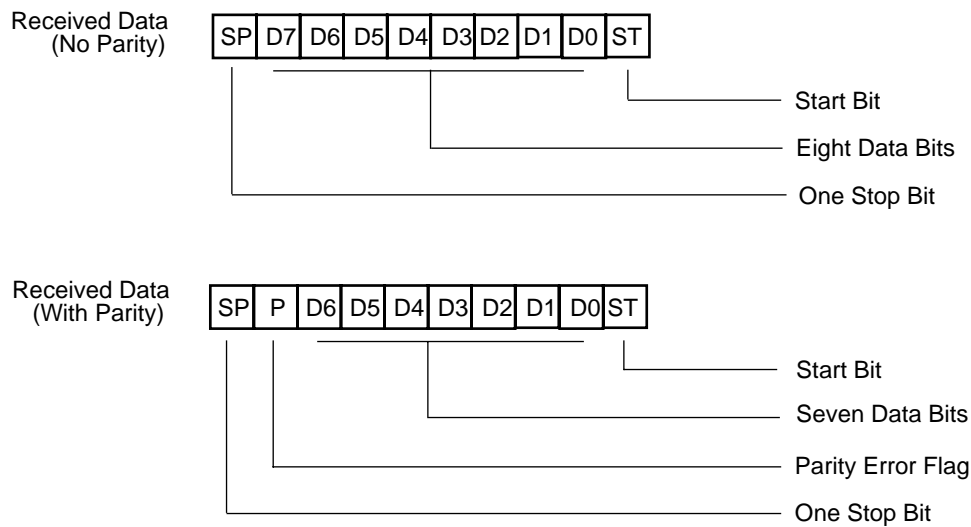 Received Data
(No Parity)
SP D7 D6 D5 D4 D3 D2 D1 D0 ST
Start Bit
Eight Data Bits
One Stop Bit
Received Data
(With Parity)
SP P D6 D5 D4 D3 D2 D1 D0 ST
Start Bit
Seven Data Bits
Parity Error Flag
One Stop Bit